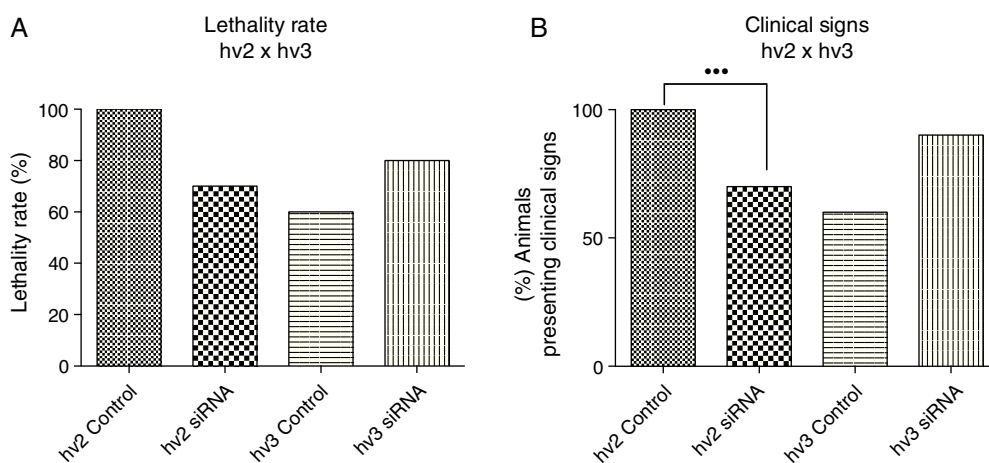 A
Lethality rate
hv2 x hv3
Lethality rate (%)
100
80
60
40
20
0
hv2 Control
hv2 siRNA
hv3 Control
hv3 siRNA
B
Clinical signs
hv2 x hv3
•••
(%) Animals
presenting clinical signs
100
50
0
hv2 Control
hv2 siRNA
hv3 Control
hv3 siRNA